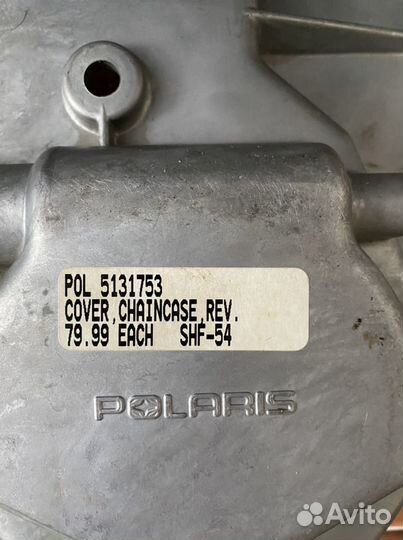 POL 5131753
COVER,CHAINCASE,REV.
79.99 EACH SHF-54
POLARIS
Avito